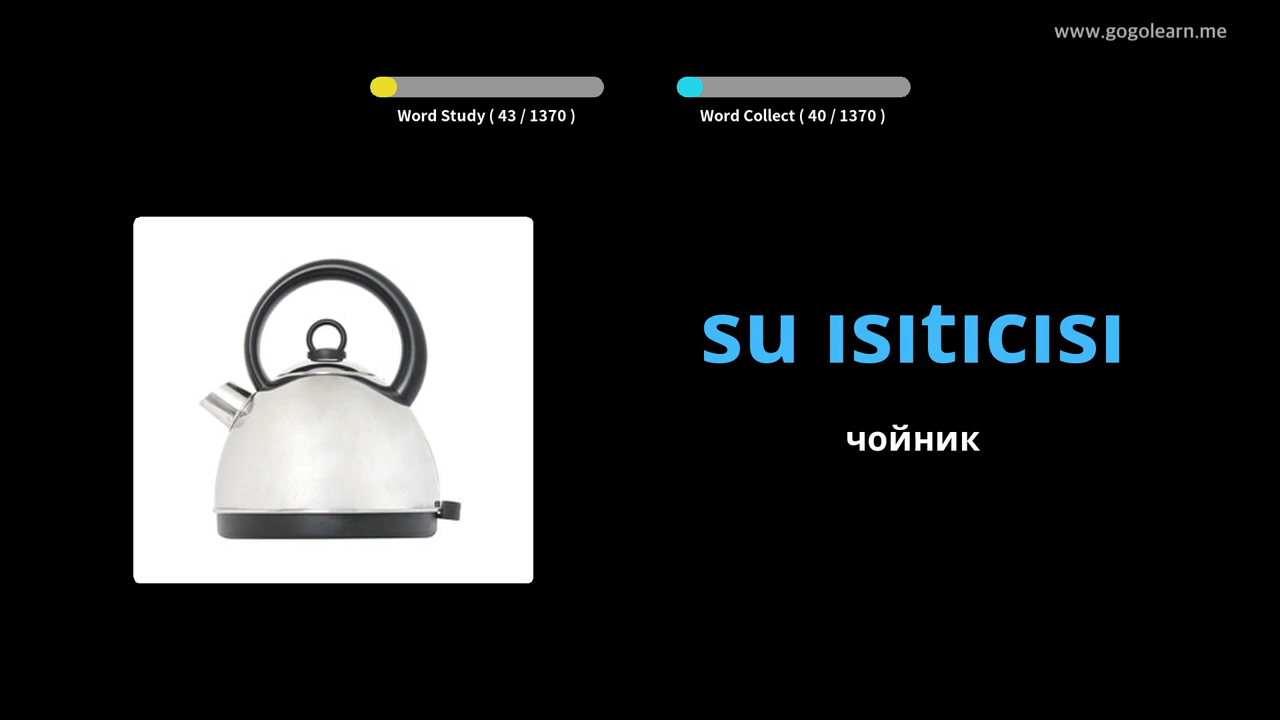 www.gogolearn.me
Word Study ( 43 / 1370 )
Word Collect ( 40 / 1370 )
su ısıtıcısı
чойник